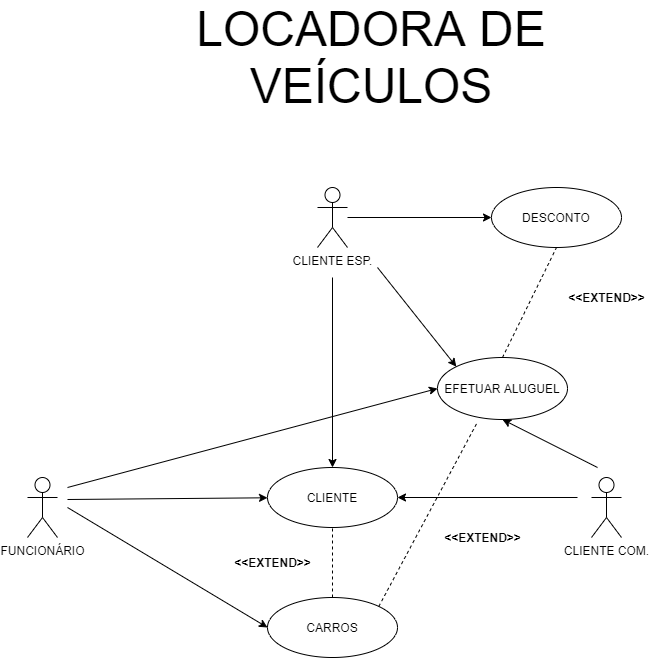 LOCADORA DE
VEÍCULOS
DESCONTO
CLIENTE ESP.
<<EXTEND>>
EFETUAR ALUGUEL
CLIENTE
<<EXTEND>>
FUNCIONÁRIO
CLIENTE COM.
<<EXTEND>>
CARROS